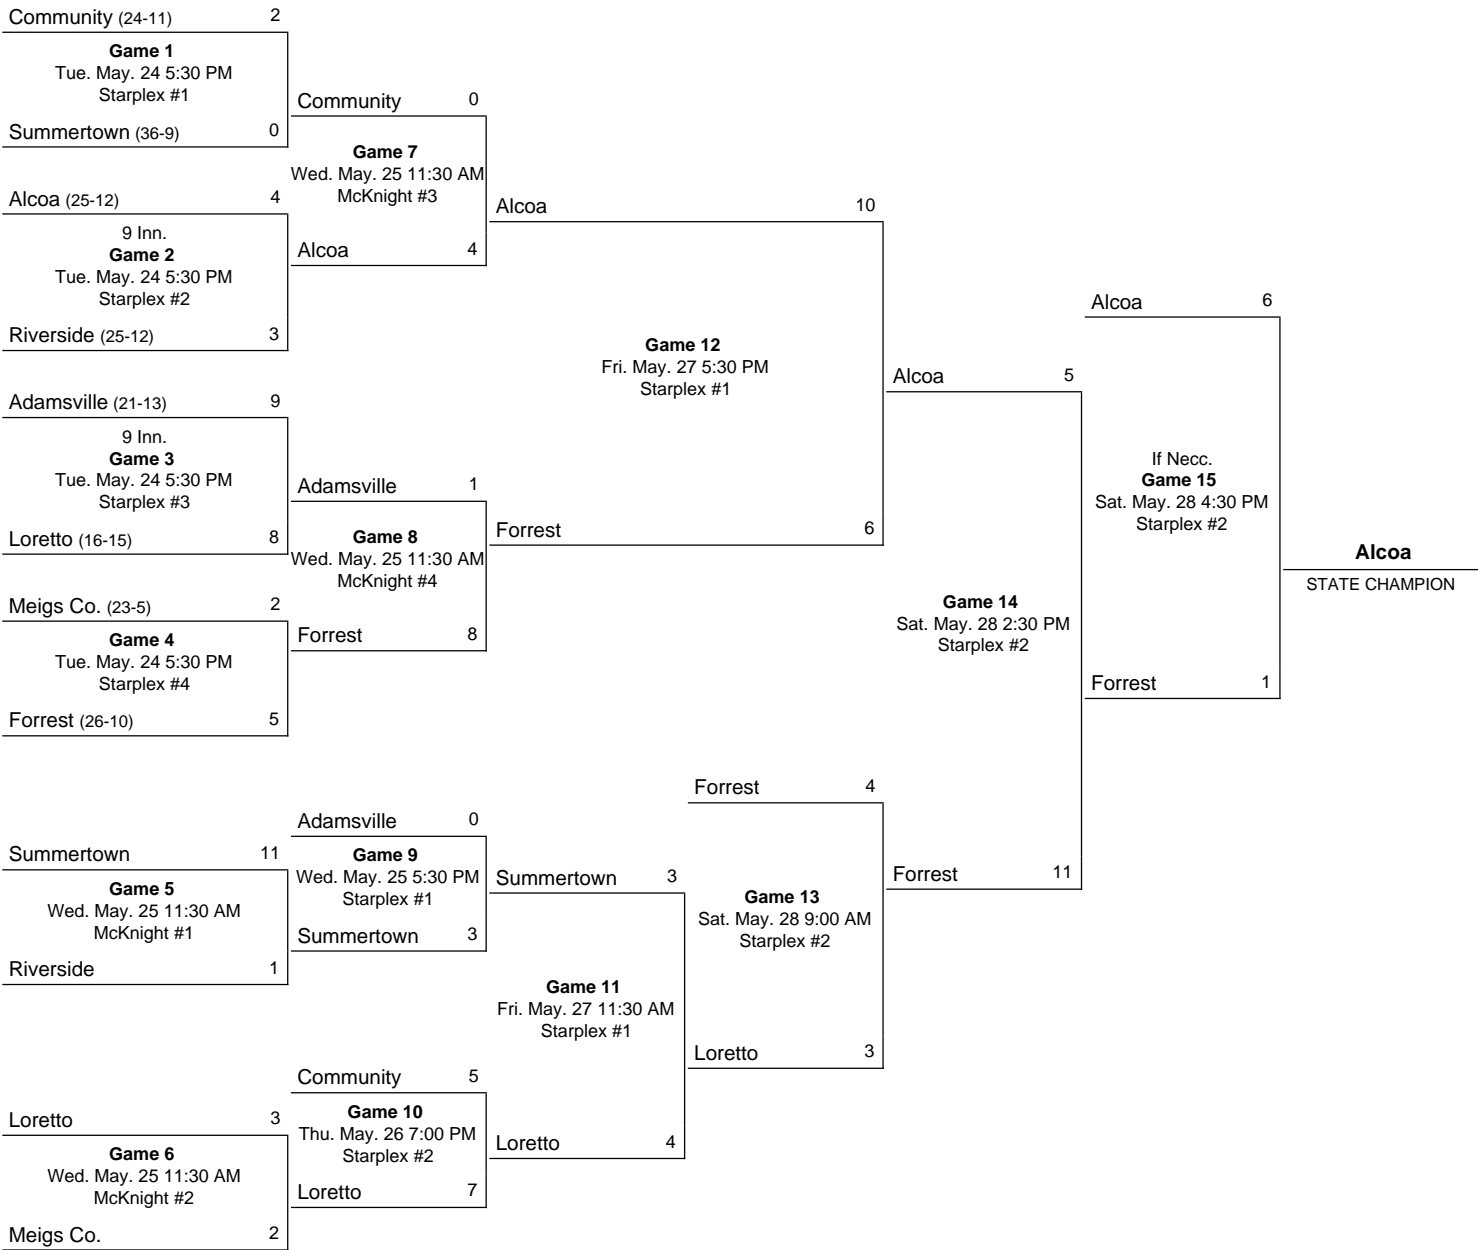 Community (24-11) 2
Game 1
Tue. May. 24 5:30 PM
Starplex #1
Summertown (36-9) 0
Alcoa (25-12) 4
9 Inn.
Game 2
Tue. May. 24 5:30 PM
Starplex #2
Riverside (25-12) 3
Adamsville (21-13) 9
9 Inn.
Game 3
Tue. May. 24 5:30 PM
Starplex #3
Loretto (16-15) 8
Meigs Co. (23-5) 2
Game 4
Tue. May. 24 5:30 PM
Starplex #4
Forrest (26-10) 5
Summertown 11
Game 5
Wed. May. 25 11:30 AM
McKnight #1
Riverside 1
Loretto 3
Game 6
Wed. May. 25 11:30 AM
McKnight #2
Meigs Co. 2
Community 0
Game 7
Wed. May. 25 11:30 AM
McKnight #3
Alcoa 4
Adamsville 1
Game 8
Wed. May. 25 11:30 AM
McKnight #4
Forrest 8
Adamsville 0
Game 9
Wed. May. 25 5:30 PM
Starplex #1
Summertown 3
Community 5
Game 10
Thu. May. 26 7:00 PM
Starplex #2
Loretto 7
Alcoa 10
Game 12
Fri. May. 27 5:30 PM
Starplex #1
Forrest 6
Summertown 3
Game 11
Fri. May. 27 11:30 AM
Starplex #1
Loretto 4
Forrest 4
Game 13
Sat. May. 28 9:00 AM
Starplex #2
Loretto 3
Alcoa 5
Game 14
Sat. May. 28 2:30 PM
Starplex #2
Forrest 11
Alcoa 6
If Necc.
Game 15
Sat. May. 28 4:30 PM
Starplex #2
Forrest 1
Alcoa
STATE CHAMPION